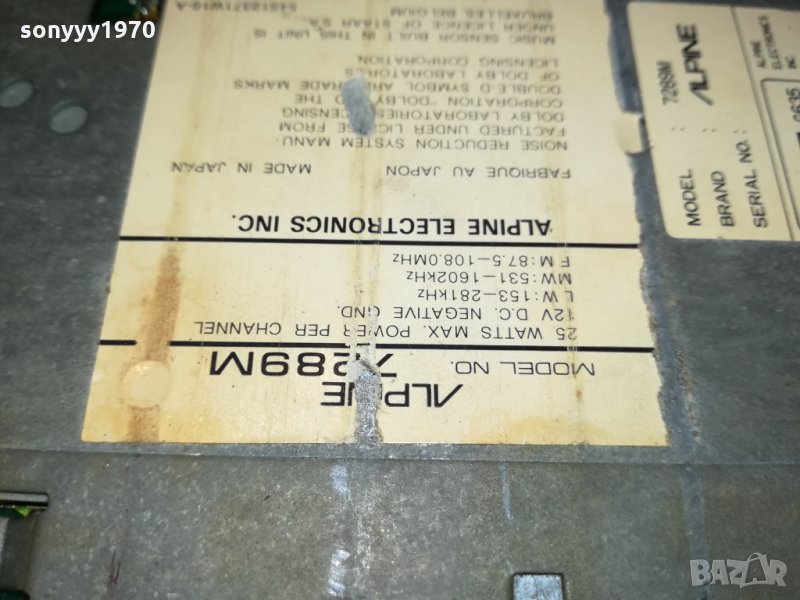 sonyyy1970
ALPINE
MODEL NO. 7289M
25 WATTS MAX. POWER PER CHANNEL
12V D.C. NEGATIVE GND.
LW:153–281kHz
MW:531–1602kHz
FM:87.5–108.0MHz
ALPINE ELECTRONICS INC.
FABRIQUE AU JAPON MADE IN JAPAN
NOISE REDUCTION SYSTEM MANU-
FACTURED UNDER LICENSE FROM
DOLBY LABORATORIES LICENSING
CORPORATION "DOLBY" AND THE
DOUBLE-D SYMBOL ARE TRADE MARKS
OF DOLBY LABORATORIES
LICENSING CORPORATION
MUSIC SENSOR BUILT IN THIS UNIT IS
UNDER LICENCE OF STAAR S.A.
BRUXELLES BELGIUM
MODEL : 7289M
BRAND : ALPINE
SERIAL NO.:
ALPINE
ELECTRONICS
INC
BAZAR